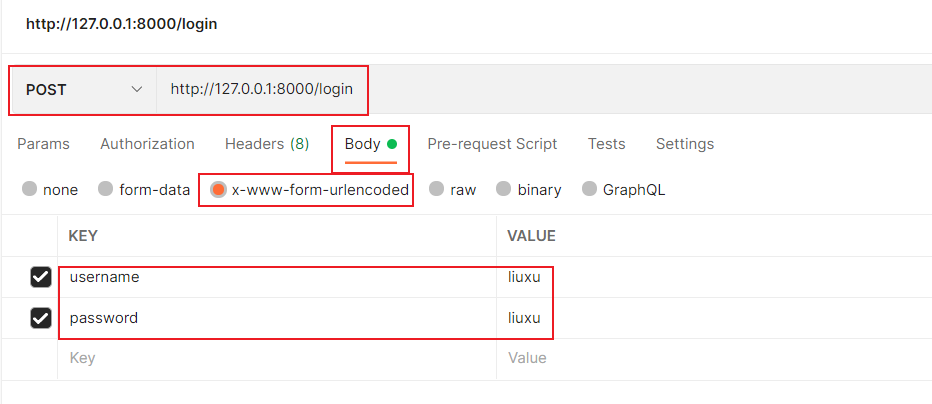 http://127.0.0.1:8000/login
POST http://127.0.0.1:8000/login
Params Authorization Headers (8) Body Pre-request Script Tests Settings
none form-data x-www-form-urlencoded raw binary GraphQL
KEY VALUE
username liuxu
password liuxu
Key Value